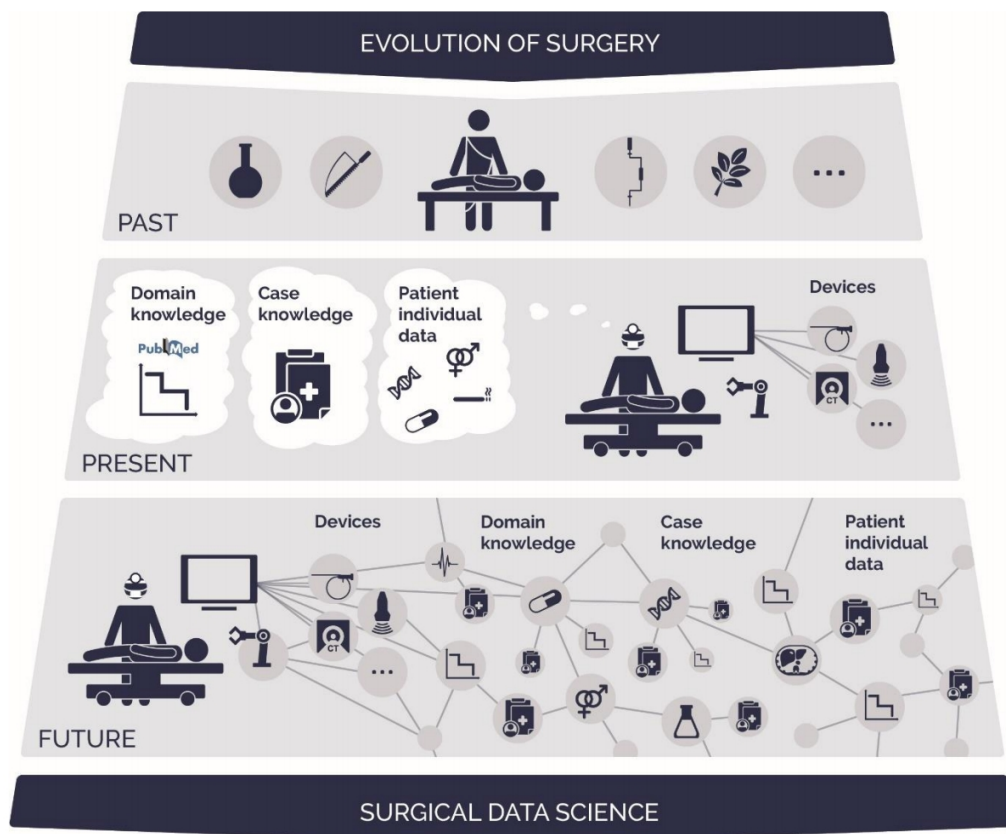 EVOLUTION OF SURGERY
PAST
Domain
knowledge
PubMed
Case
knowledge
Patient
individual
data
Devices
CT
...
PRESENT
Devices
Domain
knowledge
Case
knowledge
Patient
individual
data
CT
...
FUTURE
SURGICAL DATA SCIENCE